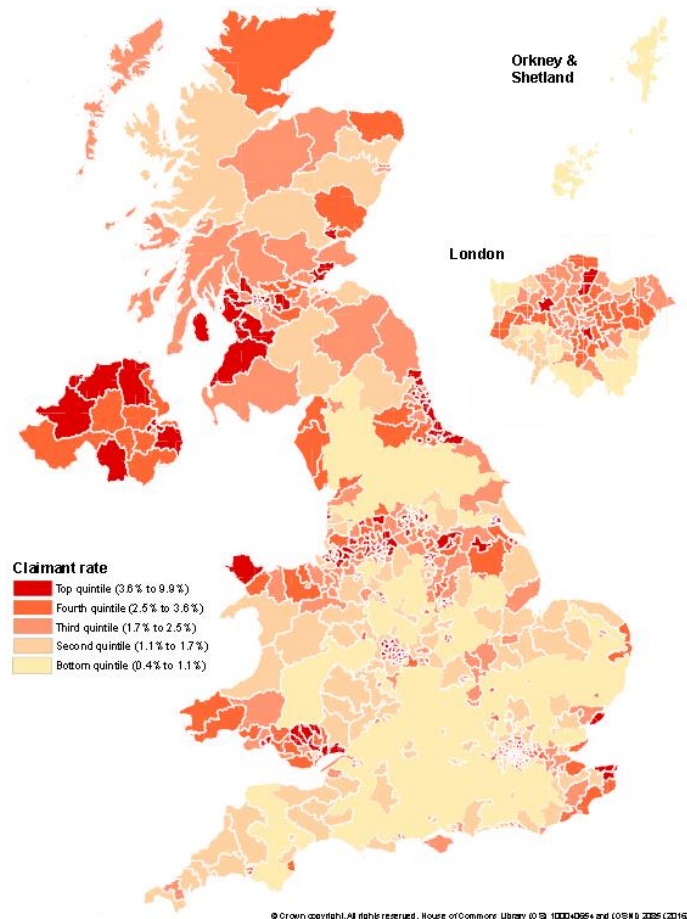 Orkney &
Shetland
London
Claimant rate
Top quintile (3.6% to 9.9%)
Fourth quintile (2.5% to 3.6%)
Third quintile (1.7% to 2.5%)
Second quintile (1.1% to 1.7%)
Bottom quintile (0.4% to 1.1%)
© Crown copyright. All rights reserved. House of Commons Library (OS)